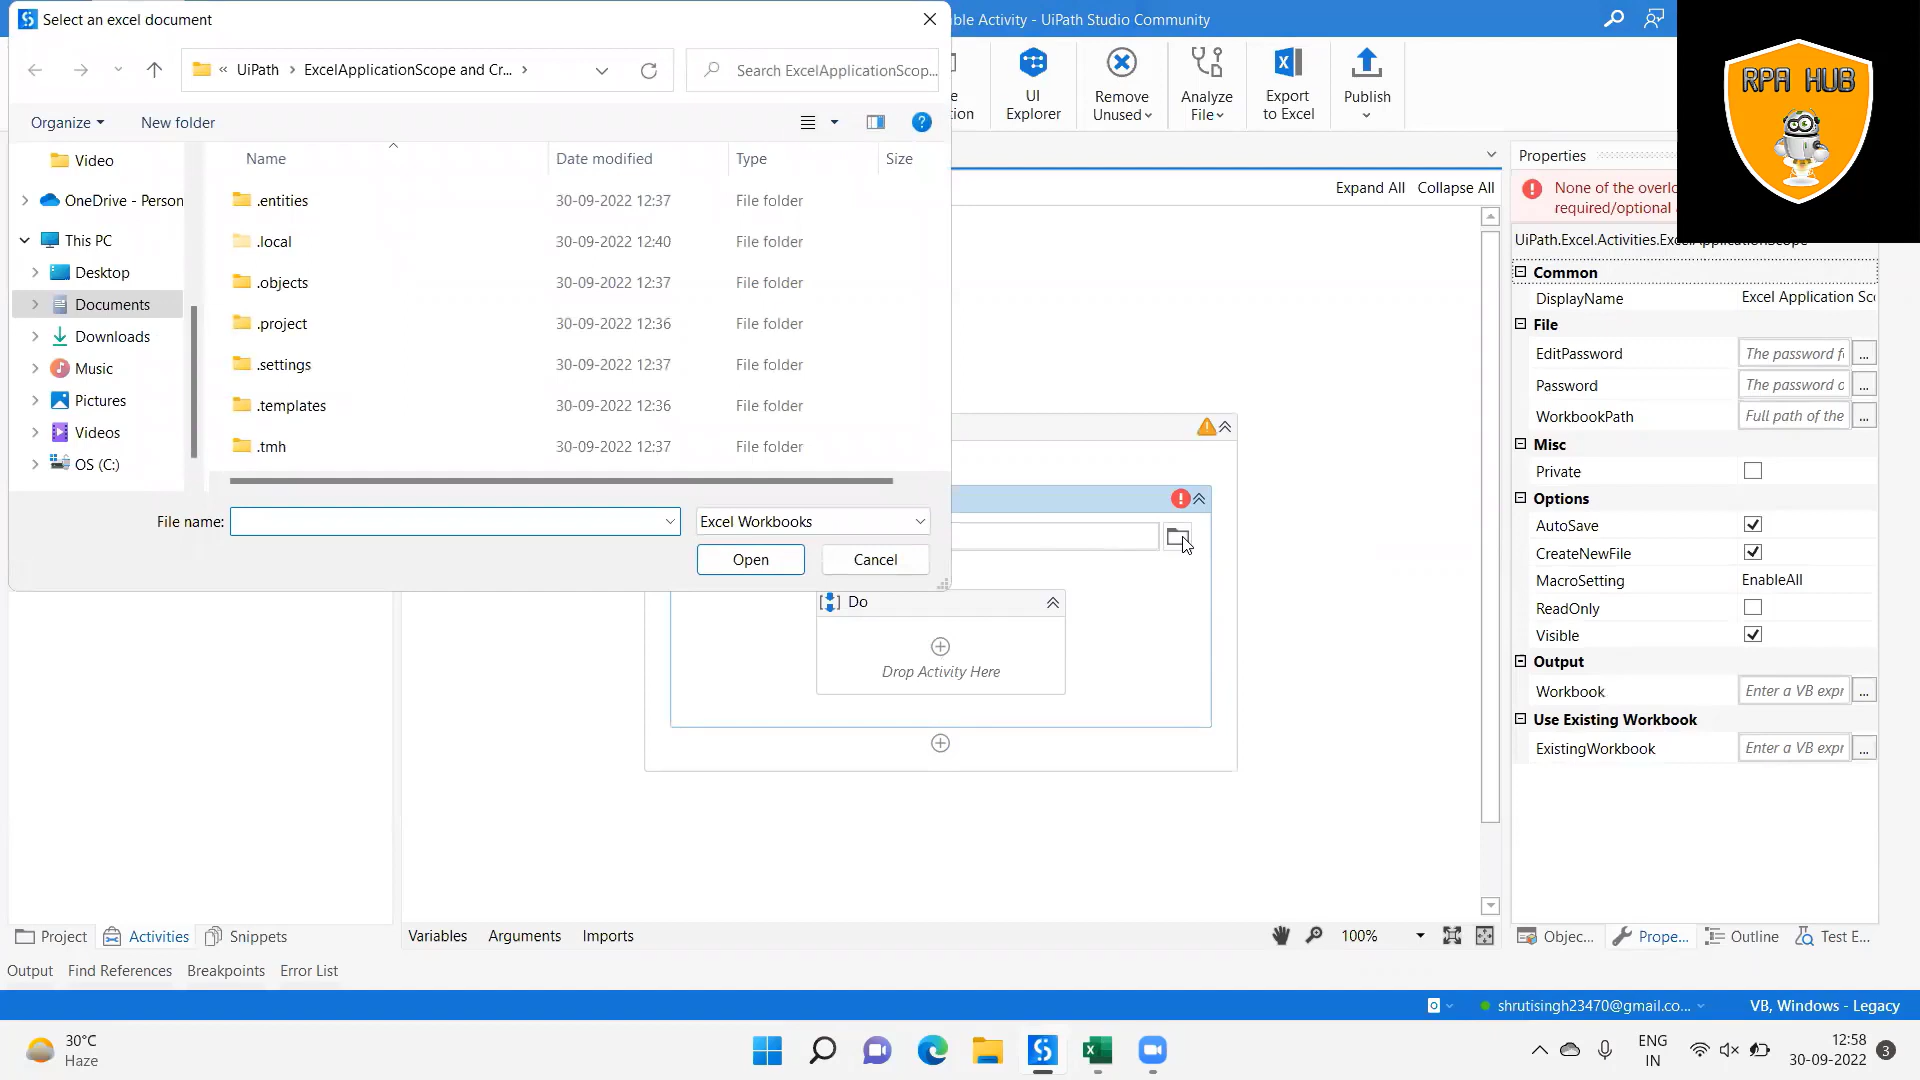 Select an excel document
ble Activity - UiPath Studio Community
« UiPath > ExcelApplicationScope and Cr... >
Search ExcelApplicationScop...
Organize
New folder
Name
Date modified
Type
Size
Video
OneDrive - Person
This PC
Desktop
Documents
Downloads
Music
Pictures
Videos
OS (C:)
.entities 30-09-2022 12:37 File folder
.local 30-09-2022 12:40 File folder
.objects 30-09-2022 12:37 File folder
.project 30-09-2022 12:36 File folder
.settings 30-09-2022 12:37 File folder
.templates 30-09-2022 12:36 File folder
.tmh 30-09-2022 12:37 File folder
File name:
Excel Workbooks
Open
Cancel
UI
Explorer
Remove
Unused
Analyze
File
Export
to Excel
Publish
RPA HUB
Expand All Collapse All
Do
Drop Activity Here
Properties
None of the overlo
required/optional
UiPath.Excel.Activities.ExcelApplicationScope
Common
DisplayName Excel Application Sco
File
EditPassword The password f
Password The password o
WorkbookPath Full path of the
Misc
Private
Options
AutoSave
CreateNewFile
MacroSetting EnableAll
ReadOnly
Visible
Output
Workbook Enter a VB expr
Use Existing Workbook
ExistingWorkbook Enter a VB expr
Project
Activities
Snippets
Variables
Arguments
Imports
100%
Objec...
Prope...
Outline
Test E...
Output
Find References
Breakpoints
Error List
shrutisingh23470@gmail.co...
VB, Windows - Legacy
30°C
Haze
ENG
IN
12:58
30-09-2022
3